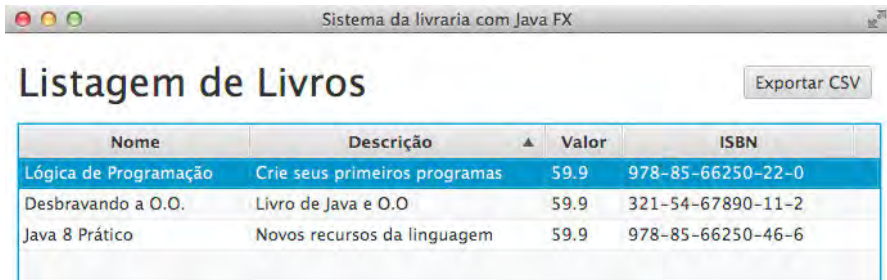 Sistema da livraria com Java FX
Listagem de Livros
Exportar CSV
Nome Descrição Valor ISBN
Lógica de Programação Crie seus primeiros programas 59.9 978-85-66250-22-0
Desbravando a O.O. Livro de Java e O.O 59.9 321-54-67890-11-2
Java 8 Prático Novos recursos da linguagem 59.9 978-85-66250-46-6